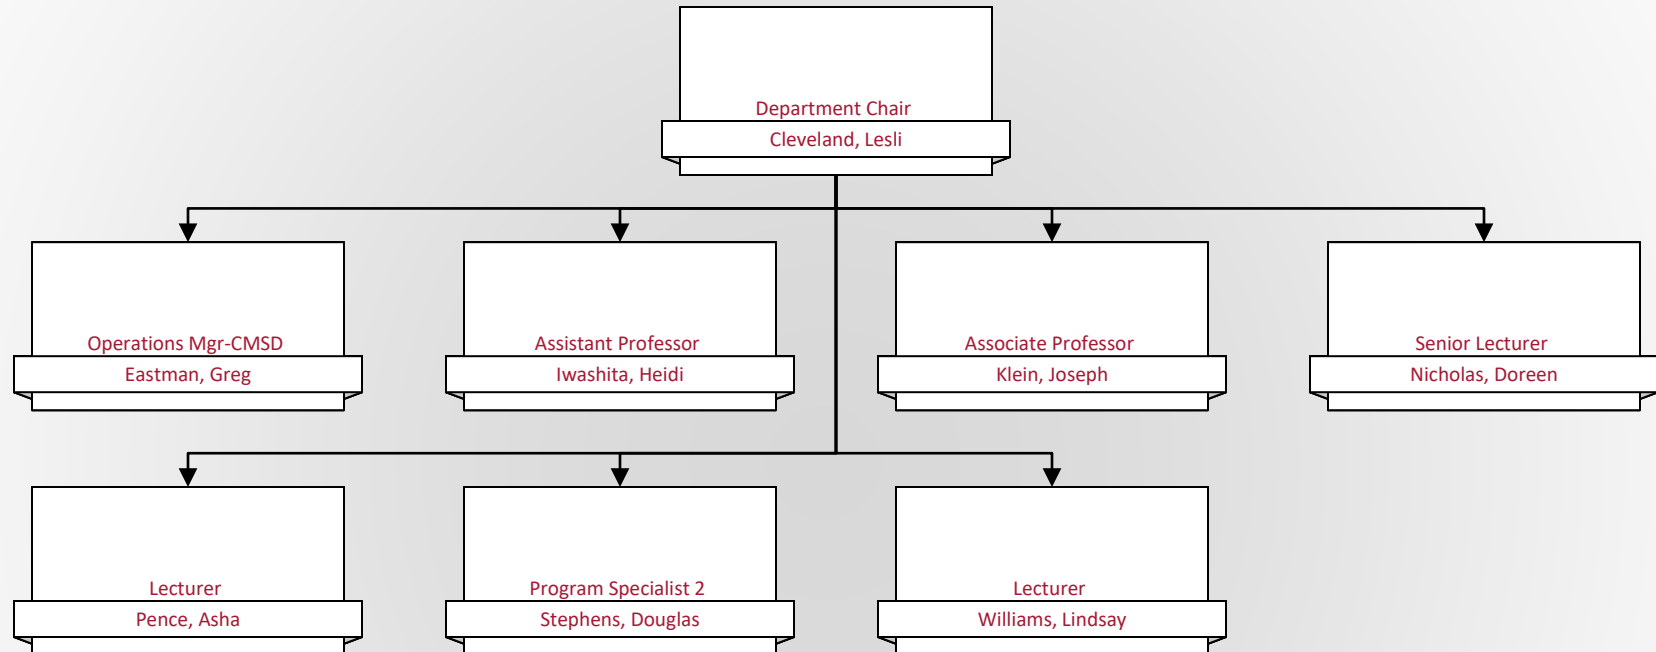 Department Chair
Cleveland, Lesli
Operations Mgr-CMSD
Eastman, Greg
Assistant Professor
Iwashita, Heidi
Associate Professor
Klein, Joseph
Senior Lecturer
Nicholas, Doreen
Lecturer
Pence, Asha
Program Specialist 2
Stephens, Douglas
Lecturer
Williams, Lindsay